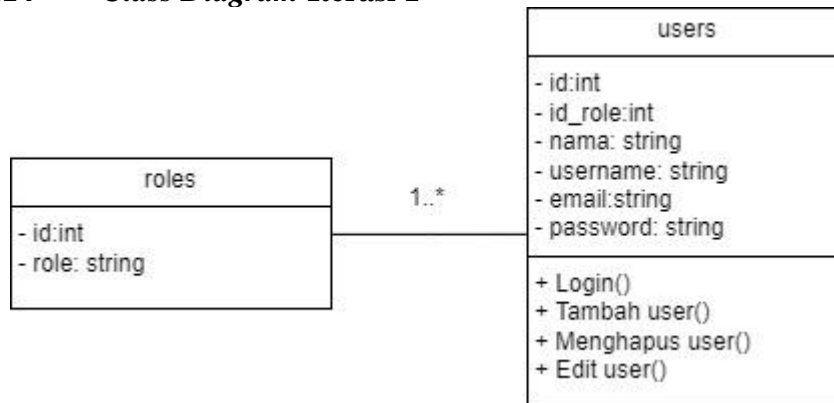 Class Diagram Iterasi 1
roles
- id:int
- role: string
1..*
users
- id:int
- id_role:int
- nama: string
- username: string
- email:string
- password: string
+ Login()
+ Tambah user()
+ Menghapus user()
+ Edit user()